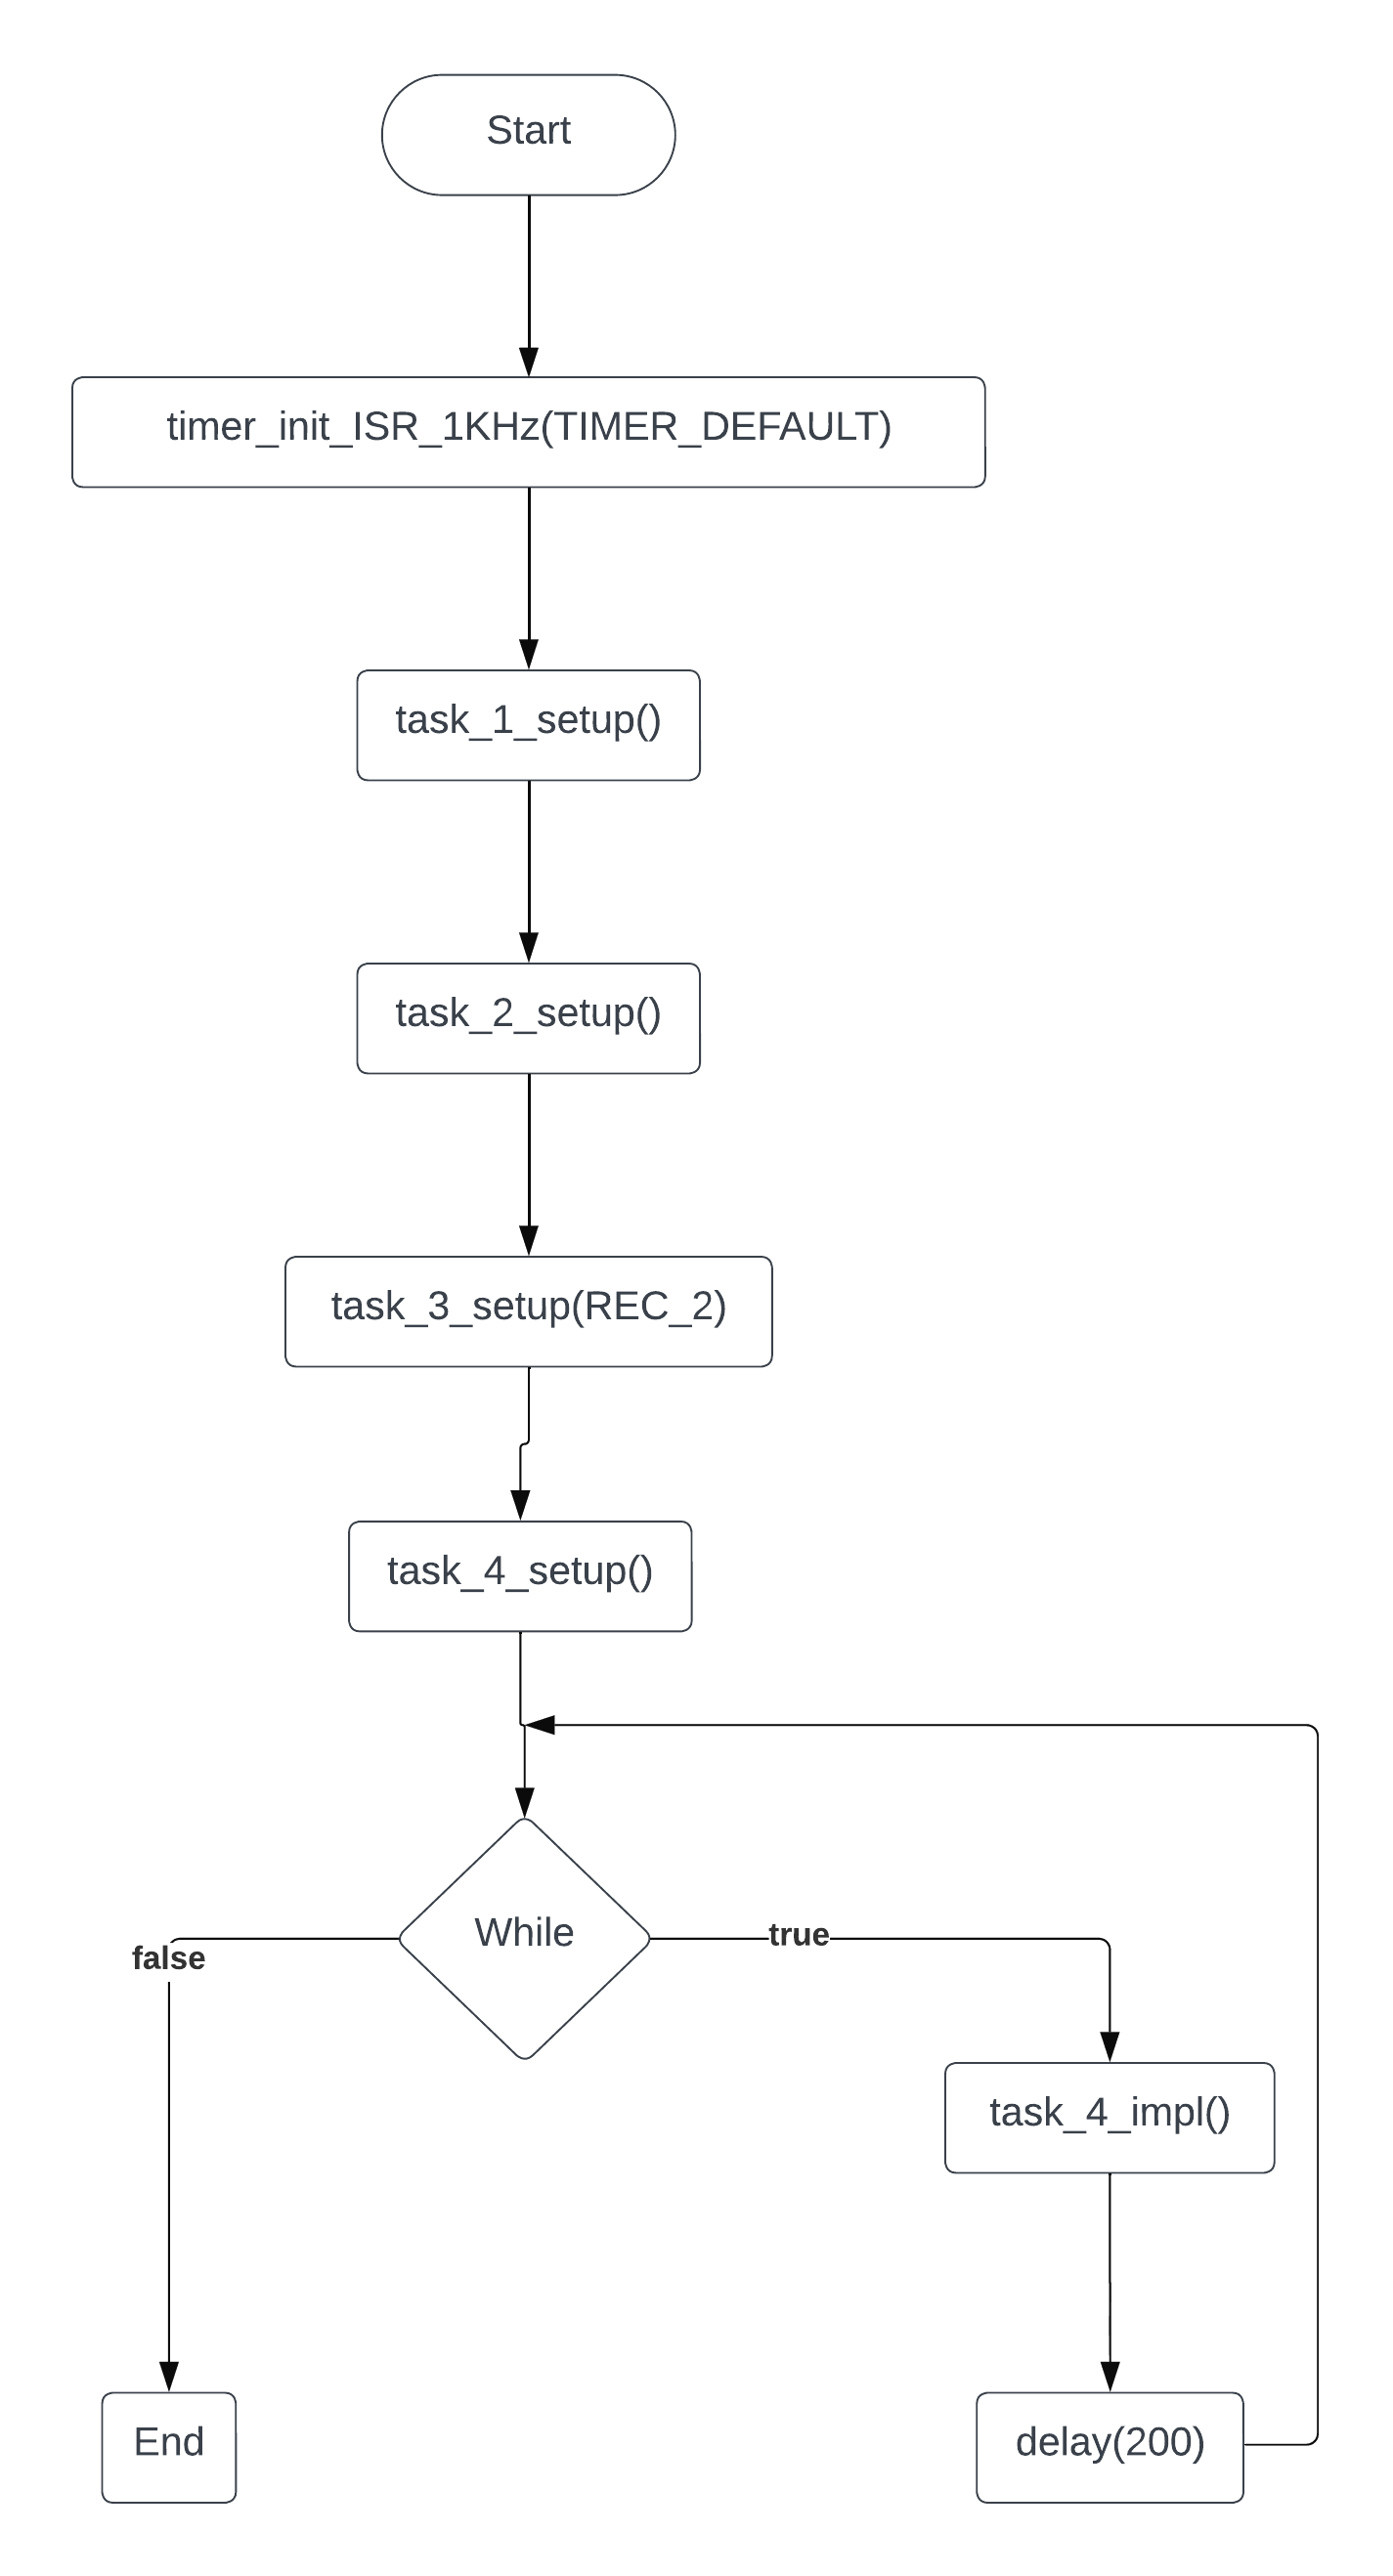 Start
timer_init_ISR_1KHz(TIMER_DEFAULT)
task_1_setup()
task_2_setup()
task_3_setup(REC_2)
task_4_setup()
While
false
true
task_4_impl()
End
delay(200)